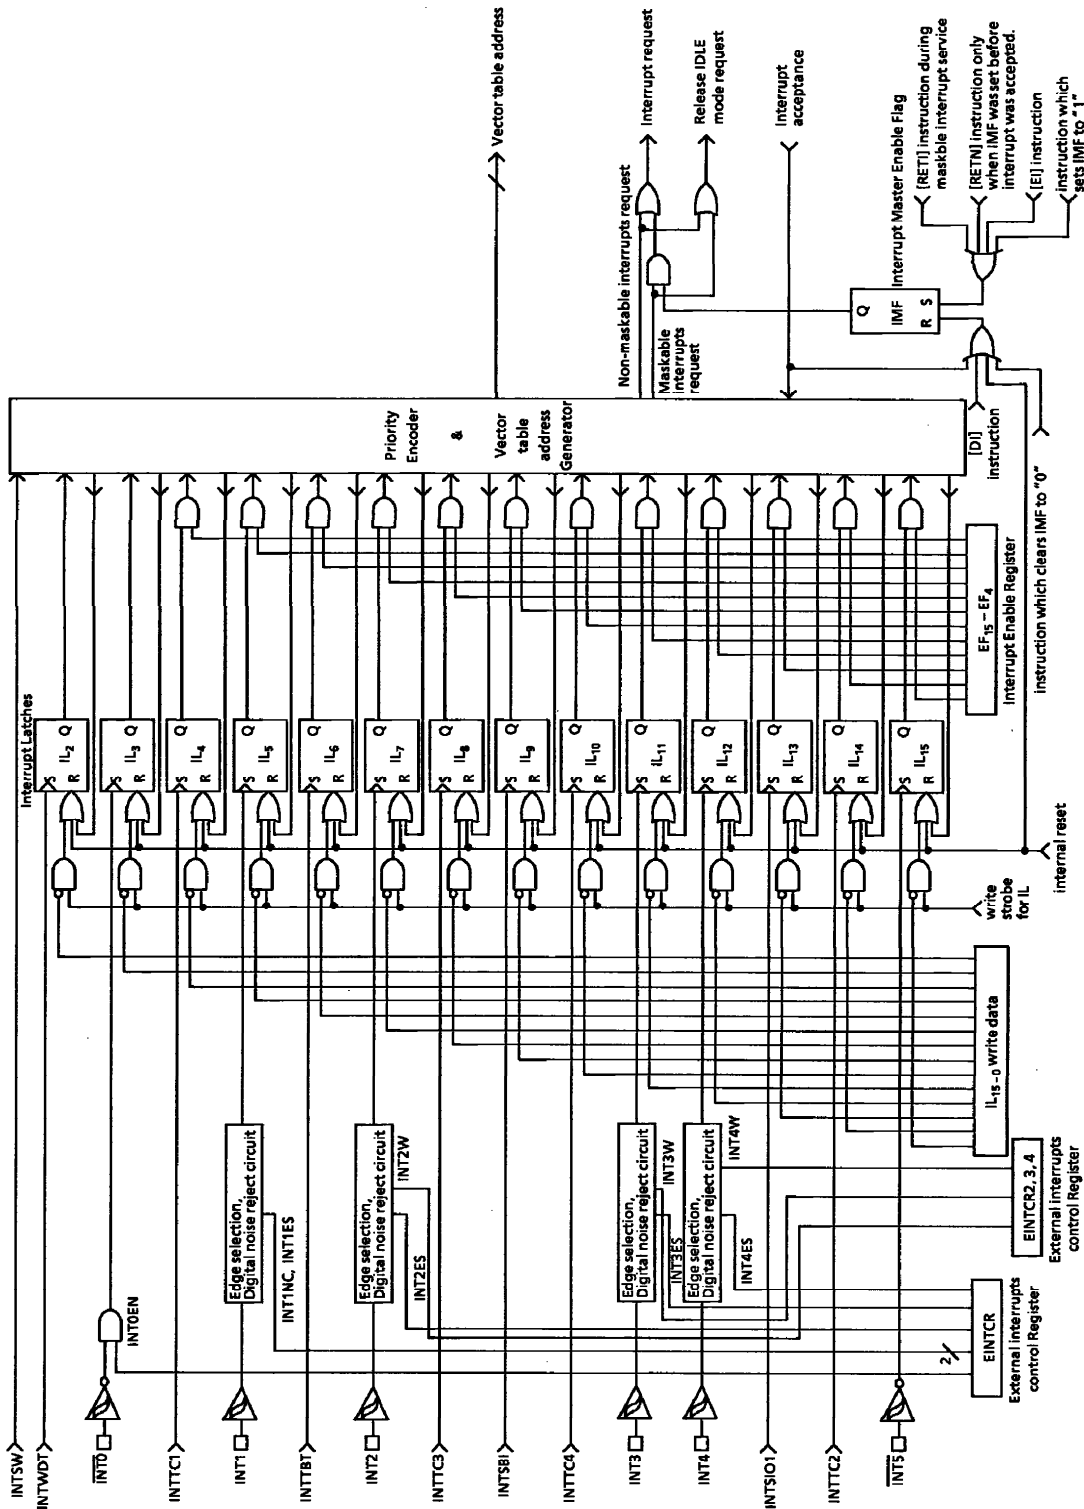 Vector table address
Interrupt request
Release IDLE
mode request
Interrupt
acceptance
[RETI] instruction during
maskble interrupt service
[RETN] instruction only
when IMF was set before
interrupt was accepted.
[EI] instruction
instruction which
sets IMF to "1"
Non-maskable interrupts request
Maskable
interrupts
request
Interrupt Master Enable Flag
Q
IMF
R S
Priority
Encoder
&
Vector
table
address
Generator
[DI]
instruction
instruction which clears IMF to "0"
EF15 – EF4
Interrupt Enable Register
Interrupt Latches
S Q
IL2
R
S Q
IL3
R
S Q
IL4
R
S Q
IL5
R
S Q
IL6
R
S Q
IL7
R
S Q
IL8
R
S Q
IL9
R
S Q
IL10
R
S Q
IL11
R
S Q
IL12
R
S Q
IL13
R
S Q
IL14
R
S Q
IL15
R
internal reset
write
strobe
for IL
IL15–0 write data
Edge selection,
Digital noise reject circuit
INT1NC, INT1ES
Edge selection,
Digital noise reject circuit
INT2W
INT2ES
Edge selection,
Digital noise reject circuit
INT3W
INT3ES
Edge selection,
Digital noise reject circuit
INT4W
INT4ES
EINTCR2, 3, 4
External interrupts
control Register
INT0EN
2
EINTCR
External interrupts
control Register
INTSW
INTWDT
INT0
INTTC1
INT1
INTTBT
INT2
INTTC3
INTSBI
INTTC4
INT3
INT4
INTSIO1
INTTC2
INT5